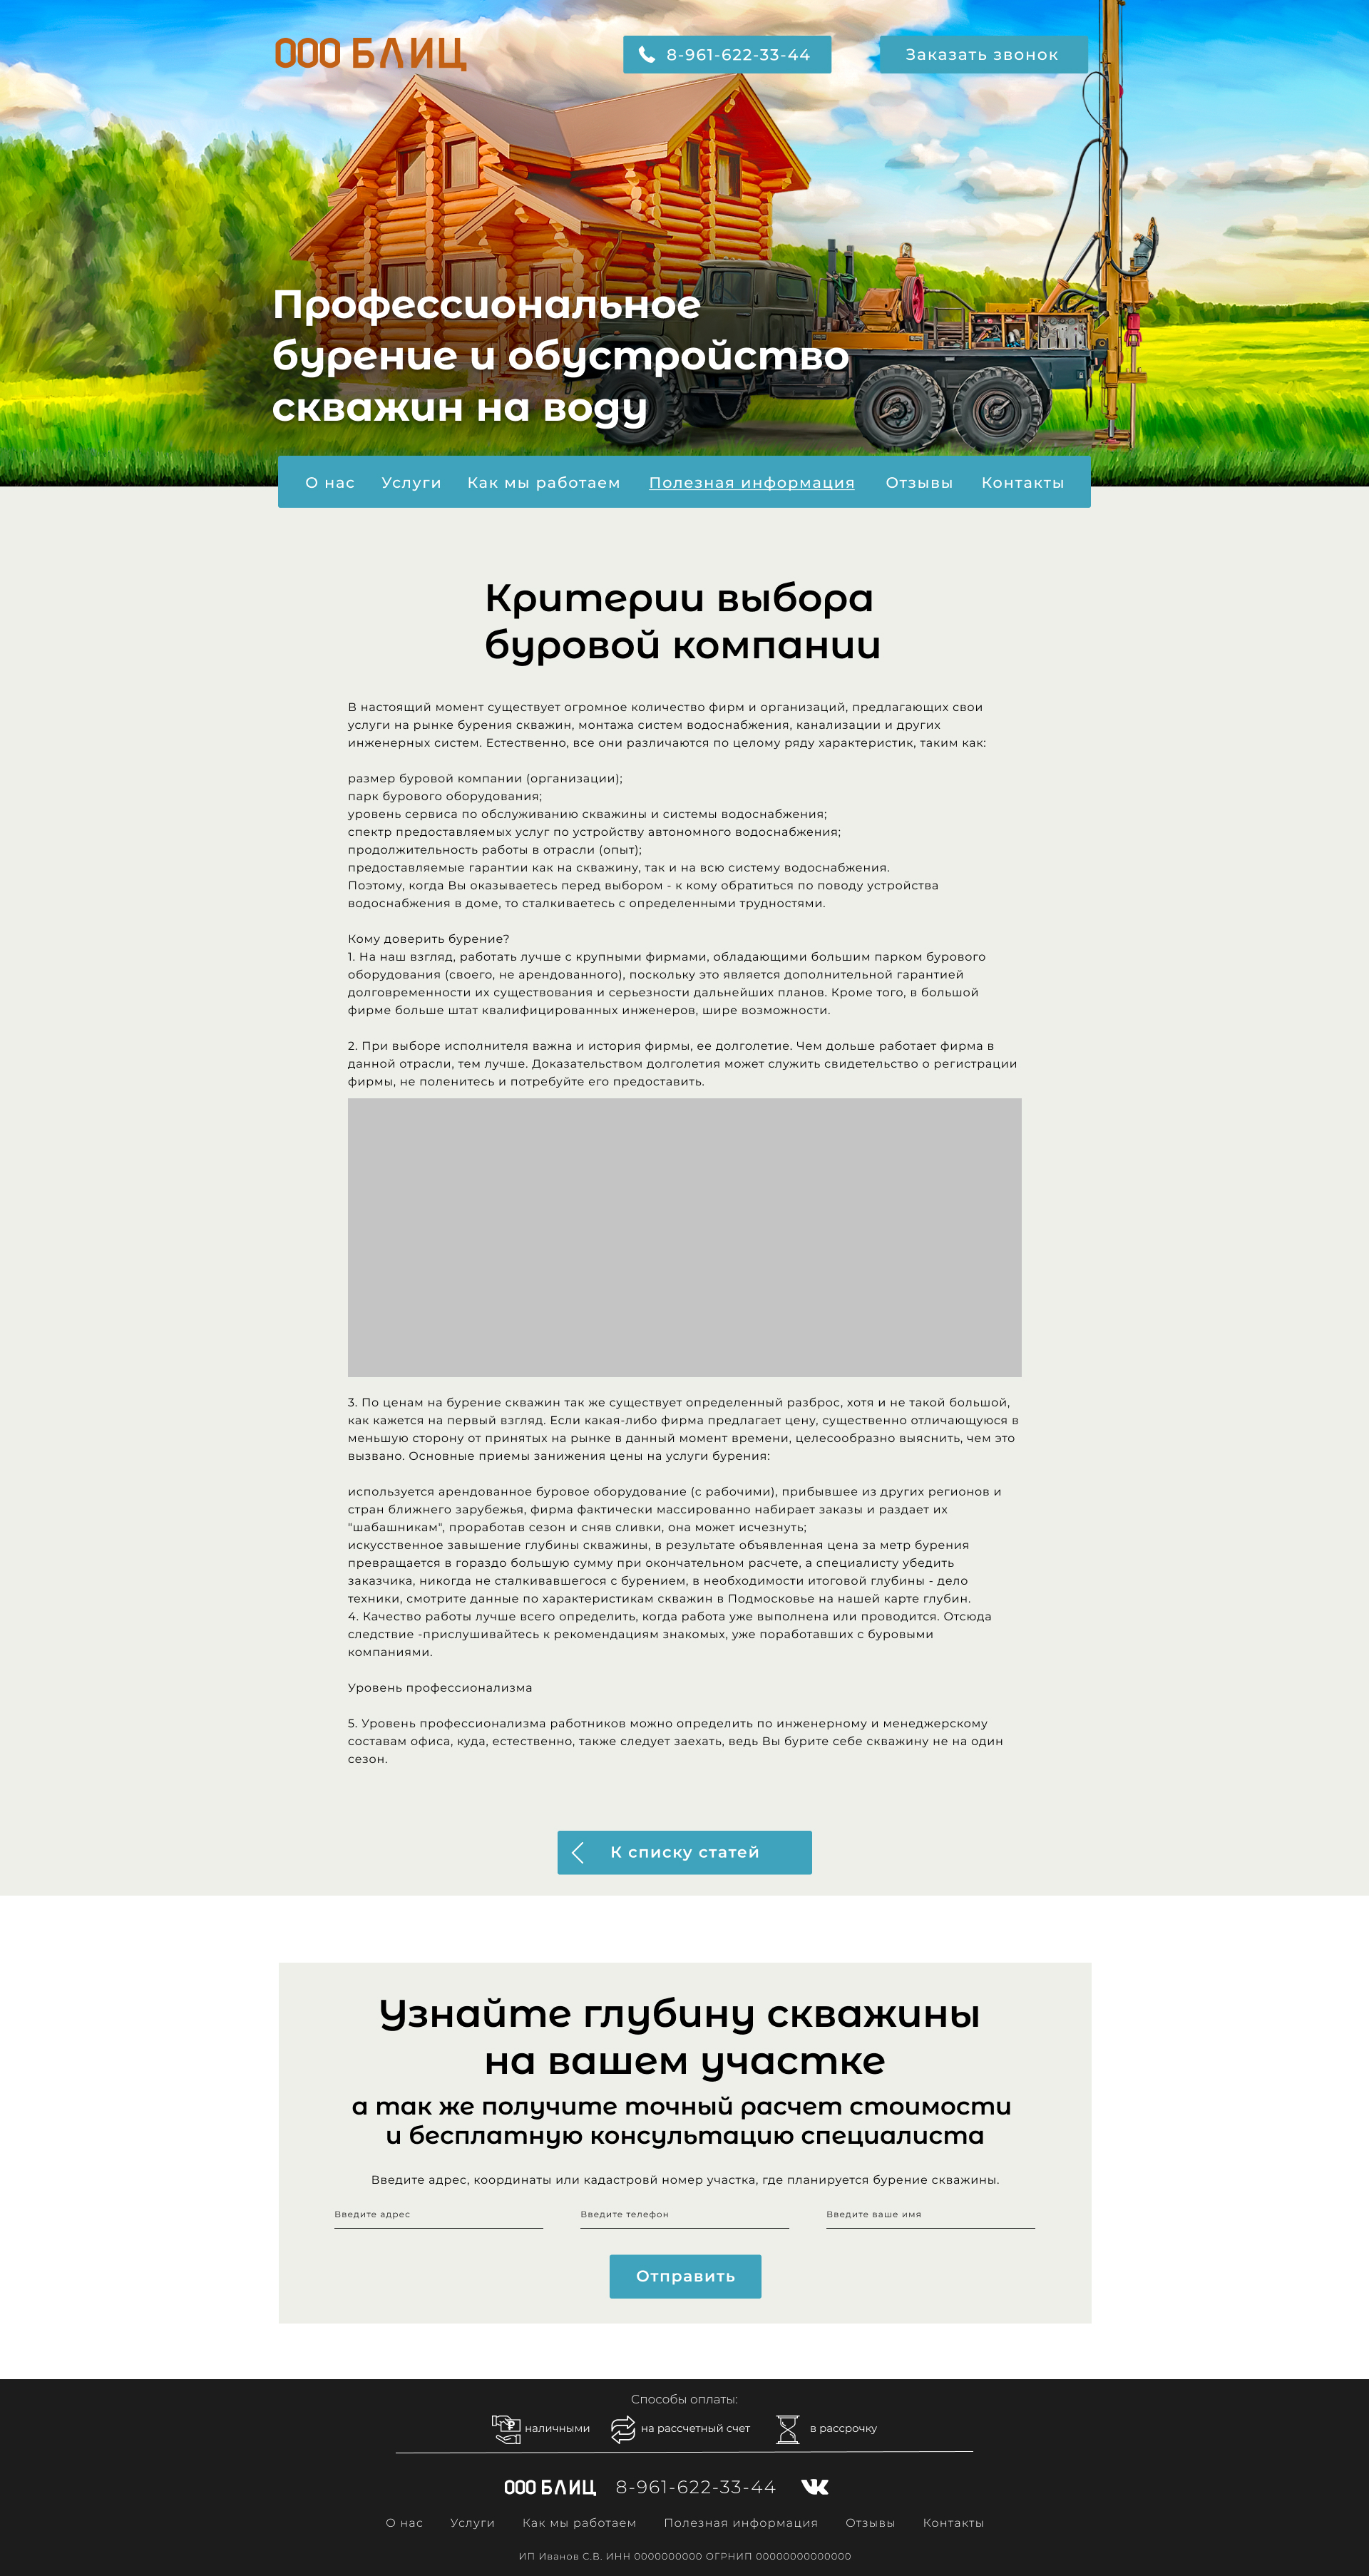 ООО БЛИЦ
8-961-622-33-44
Заказать звонок
Профессиональное
бурение и обустройство
скважин на воду
О нас Услуги Как мы работаем Полезная информация Отзывы Контакты
Критерии выбора
буровой компании
В настоящий момент существует огромное количество фирм и организаций, предлагающих свои
услуги на рынке бурения скважин, монтажа систем водоснабжения, канализации и других
инженерных систем. Естественно, все они различаются по целому ряду характеристик, таким как:
размер буровой компании (организации);
парк бурового оборудования;
уровень сервиса по обслуживанию скважины и системы водоснабжения;
спектр предоставляемых услуг по устройству автономного водоснабжения;
продолжительность работы в отрасли (опыт);
предоставляемые гарантии как на скважину, так и на всю систему водоснабжения.
Поэтому, когда Вы оказываетесь перед выбором - к кому обратиться по поводу устройства
водоснабжения в доме, то сталкиваетесь с определенными трудностями.
Кому доверить бурение?
1. На наш взгляд, работать лучше с крупными фирмами, обладающими большим парком бурового
оборудования (своего, не арендованного), поскольку это является дополнительной гарантией
долговременности их существования и серьезности дальнейших планов. Кроме того, в большой
фирме больше штат квалифицированных инженеров, шире возможности.
2. При выборе исполнителя важна и история фирмы, ее долголетие. Чем дольше работает фирма в
данной отрасли, тем лучше. Доказательством долголетия может служить свидетельство о регистрации
фирмы, не поленитесь и потребуйте его предоставить.
3. По ценам на бурение скважин так же существует определенный разброс, хотя и не такой большой,
как кажется на первый взгляд. Если какая-либо фирма предлагает цену, существенно отличающуюся в
меньшую сторону от принятых на рынке в данный момент времени, целесообразно выяснить, чем это
вызвано. Основные приемы занижения цены на услуги бурения:
используется арендованное буровое оборудование (с рабочими), прибывшее из других регионов и
стран ближнего зарубежья, фирма фактически массированно набирает заказы и раздает их
"шабашникам", проработав сезон и сняв сливки, она может исчезнуть;
искусственное завышение глубины скважины, в результате объявленная цена за метр бурения
превращается в гораздо большую сумму при окончательном расчете, а специалисту убедить
заказчика, никогда не сталкивавшегося с бурением, в необходимости итоговой глубины - дело
техники, смотрите данные по характеристикам скважин в Подмосковье на нашей карте глубин.
4. Качество работы лучше всего определить, когда работа уже выполнена или проводится. Отсюда
следствие -прислушивайтесь к рекомендациям знакомых, уже поработавших с буровыми
компаниями.
Уровень профессионализма
5. Уровень профессионализма работников можно определить по инженерному и менеджерскому
составам офиса, куда, естественно, также следует заехать, ведь Вы бурите себе скважину не на один
сезон.
К списку статей
Узнайте глубину скважины
на вашем участке
а так же получите точный расчет стоимости
и бесплатную консультацию специалиста
Введите адрес, координаты или кадастровй номер участка, где планируется бурение скважины.
Введите адрес Введите телефон Введите ваше имя
Отправить
Способы оплаты:
наличными на рассчетный счет в рассрочку
ООО БЛИЦ 8-961-622-33-44
О нас Услуги Как мы работаем Полезная информация Отзывы Контакты
ИП Иванов С.В. ИНН 0000000000 ОГРНИП 00000000000000